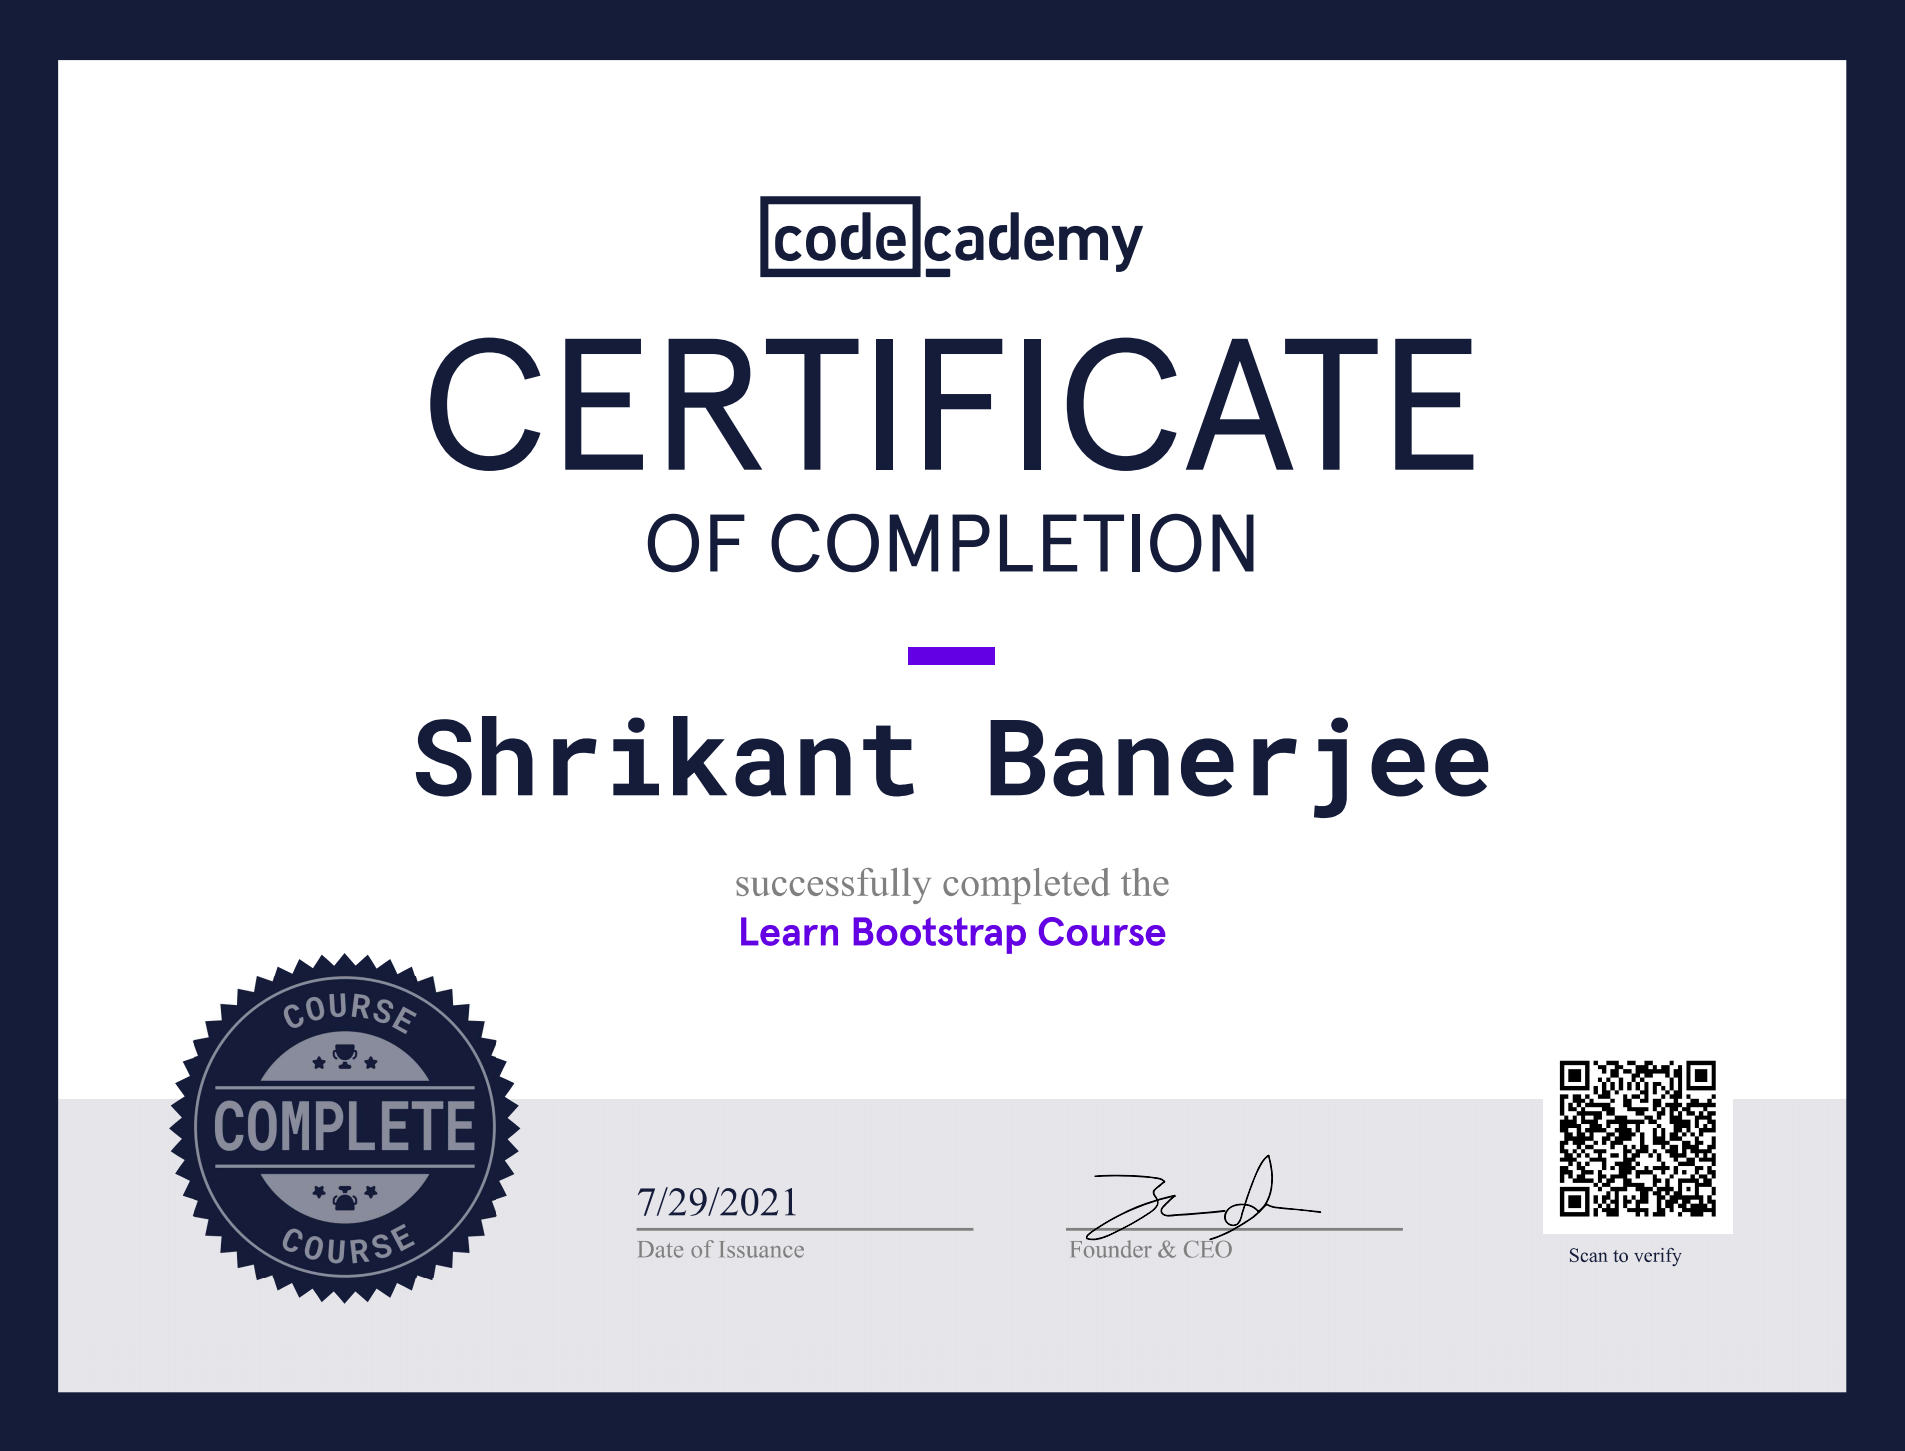 codecademy
CERTIFICATE
OF COMPLETION
Shrikant Banerjee
successfully completed the
Learn Bootstrap Course
COURSE
COMPLETE
COURSE
7/29/2021
Date of Issuance
Founder & CEO
Scan to verify